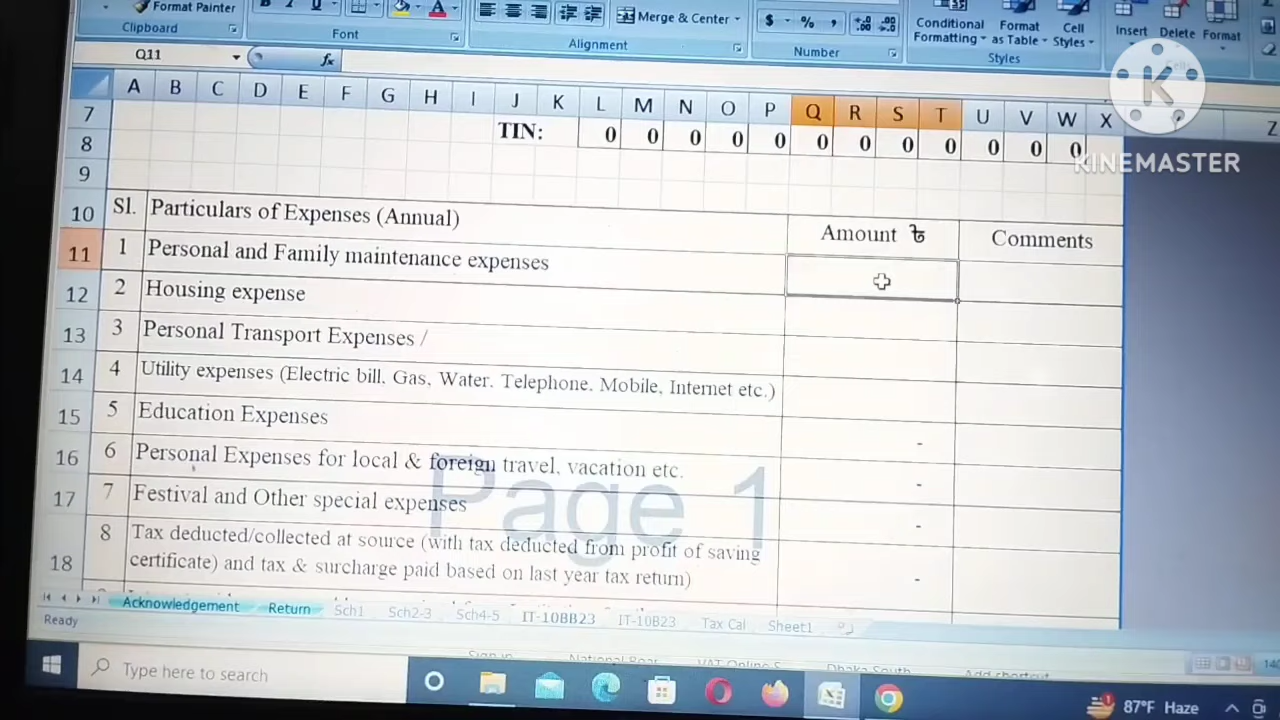 Format Painter
Merge & Center
$ % ,
Conditional Formatting
Format as Table
Cell Styles
Insert Delete Format
Clipboard Font Alignment Number Styles
Q11 fx
A B C D E F G H I J K L M N O P Q R S T U V W X Z
7
8 TIN: 0 0 0 0 0 0 0 0 0 0 0 0
9
KINEMASTER
10 Sl. Particulars of Expenses (Annual) Amount ৳ Comments
11 1 Personal and Family maintenance expenses
12 2 Housing expense
13 3 Personal Transport Expenses /
14 4 Utility expenses (Electric bill, Gas, Water, Telephone, Mobile, Internet etc.)
15 5 Education Expenses -
16 6 Personal Expenses for local & foreign travel, vacation etc. -
17 7 Festival and Other special expenses -
18 8 Tax deducted/collected at source (with tax deducted from profit of saving
certificate) and tax & surcharge paid based on last year tax return) -
Page 1
Acknowledgement Return Sch1 Sch2-3 Sch4-5 IT-10BB23 IT-10B23 Tax Cal Sheet1
Ready
Type here to search
87°F Haze